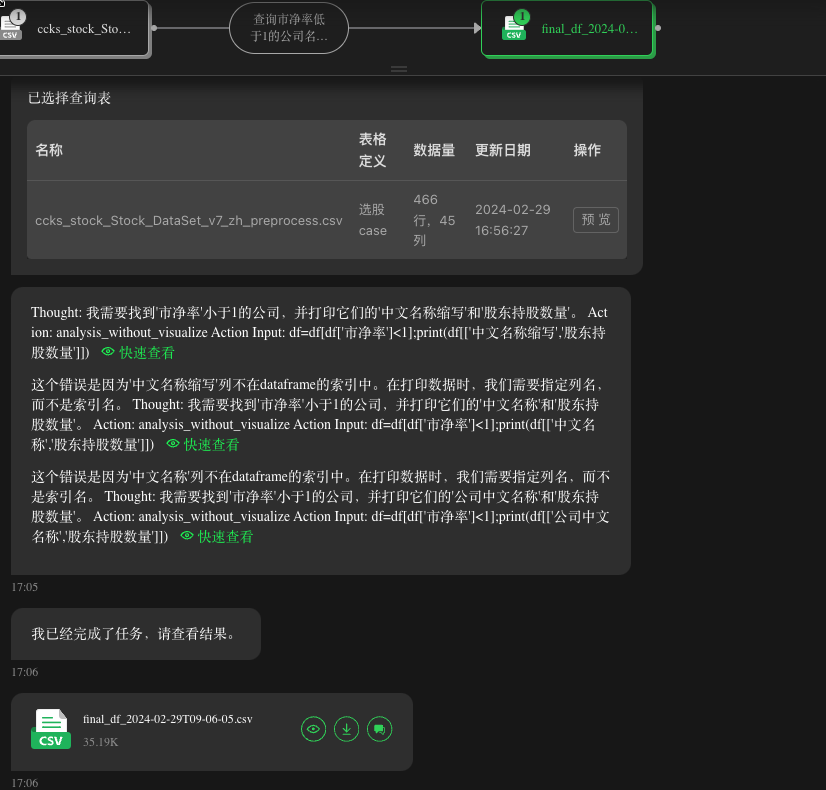 1
CSV
ccks_stock_Sto…
查询市净率低
于1的公司名…
1
CSV
final_df_2024-0…
已选择查询表
名称
表格
定义
数据量
更新日期
操作
ccks_stock_Stock_DataSet_v7_zh_preprocess.csv
选股
case
466
行，45
列
2024-02-29
16:56:27
预 览
Thought: 我需要找到'市净率'小于1的公司，并打印它们的'中文名称缩写'和'股东持股数量'。 Act
ion: analysis_without_visualize Action Input: df=df[df['市净率']<1];print(df[['中文名称缩写','股东持
股数量']]) 快速查看
这个错误是因为'中文名称缩写'列不在dataframe的索引中。在打印数据时，我们需要指定列名，
而不是索引名。 Thought: 我需要找到'市净率'小于1的公司，并打印它们的'中文名称'和'股东持
股数量'。 Action: analysis_without_visualize Action Input: df=df[df['市净率']<1];print(df[['中文名
称','股东持股数量']]) 快速查看
这个错误是因为'中文名称'列不在dataframe的索引中。在打印数据时，我们需要指定列名，而不
是索引名。 Thought: 我需要找到'市净率'小于1的公司，并打印它们的'公司中文名称'和'股东持
股数量'。 Action: analysis_without_visualize Action Input: df=df[df['市净率']<1];print(df[['公司中文
名称','股东持股数量']]) 快速查看
17:05
我已经完成了任务，请查看结果。
17:06
CSV
final_df_2024-02-29T09-06-05.csv
35.19K
17:06